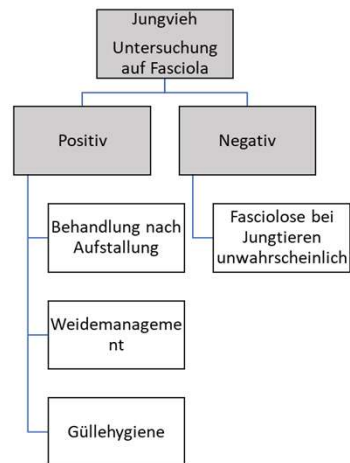 Jungvieh
Untersuchung
auf Fasciola
Positiv
Negativ
Behandlung nach
Aufstallung
Fasciolose bei
Jungtieren
unwahrscheinlich
Weidemanageme
nt
Güllehygiene